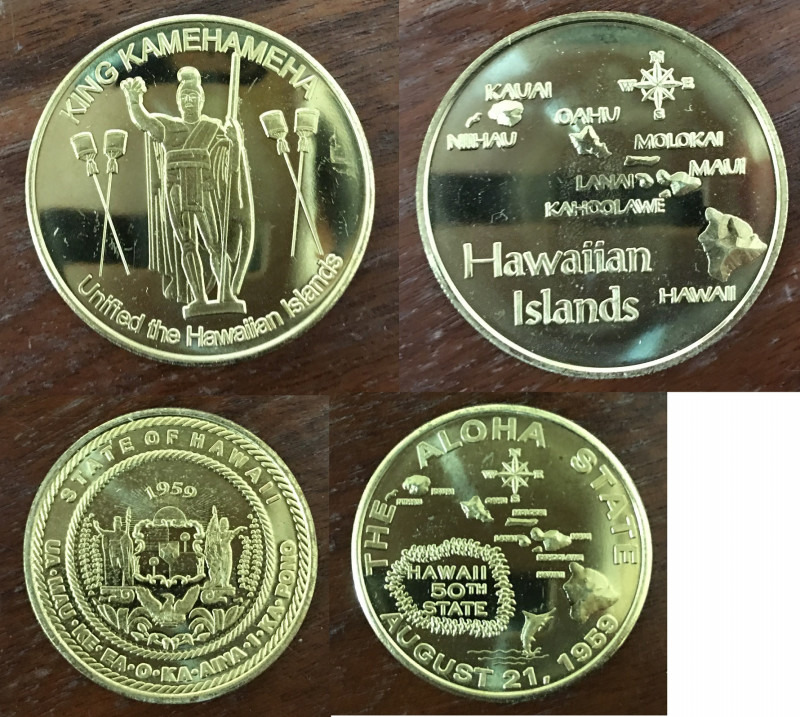 KING KAMEHAMEHA
Unified the Hawaiian Islands
N
W E
S
KAUAI
OAHU
NIIHAU
MOLOKAI
MAUI
LANAI
KAHOOLAWE
Hawaiian
Islands
HAWAII
STATE OF HAWAII
1959
UA • MAU • KE • EA • O • KA • AINA • I • KA • PONO
THE ALOHA STATE
N
W E
S
HAWAII
50TH
STATE
AUGUST 21, 1959